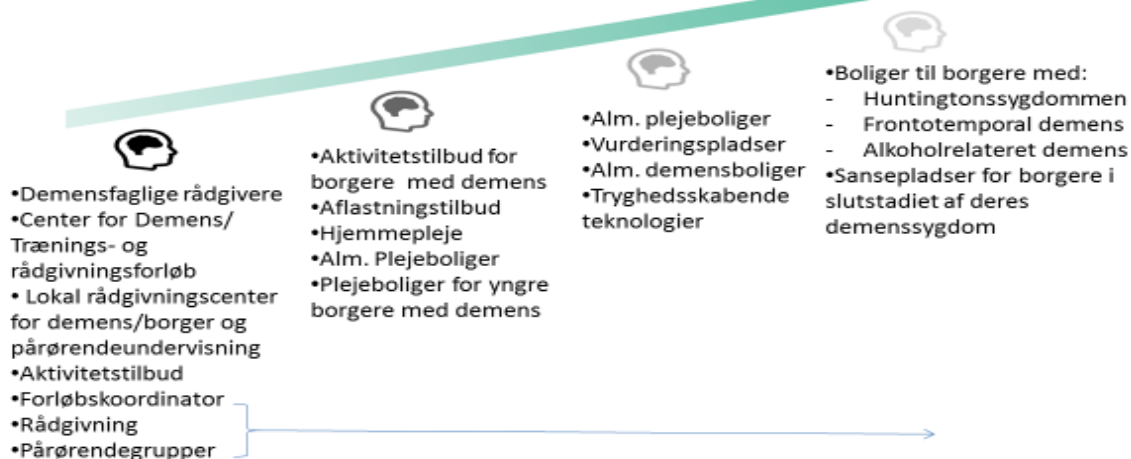 •Demensfaglige rådgivere
•Center for Demens/
Trænings- og
rådgivningsforløb
• Lokal rådgivningscenter
for demens/borger og
pårørendeundervisning
•Aktivitetstilbud
•Forløbskoordinator
•Rådgivning
•Pårørendegrupper
•Aktivitetstilbud for
borgere med demens
•Aflastningstilbud
•Hjemmepleje
•Alm. Plejeboliger
•Plejeboliger for yngre
borgere med demens
•Alm. plejeboliger
•Vurderingspladser
•Alm. demensboliger
•Tryghedsskabende
teknologier
•Boliger til borgere med:
- Huntingtonssygdommen
- Frontotemporal demens
- Alkoholrelateret demens
•Sansepladser for borgere i
slutstadiet af deres
demenssygdom